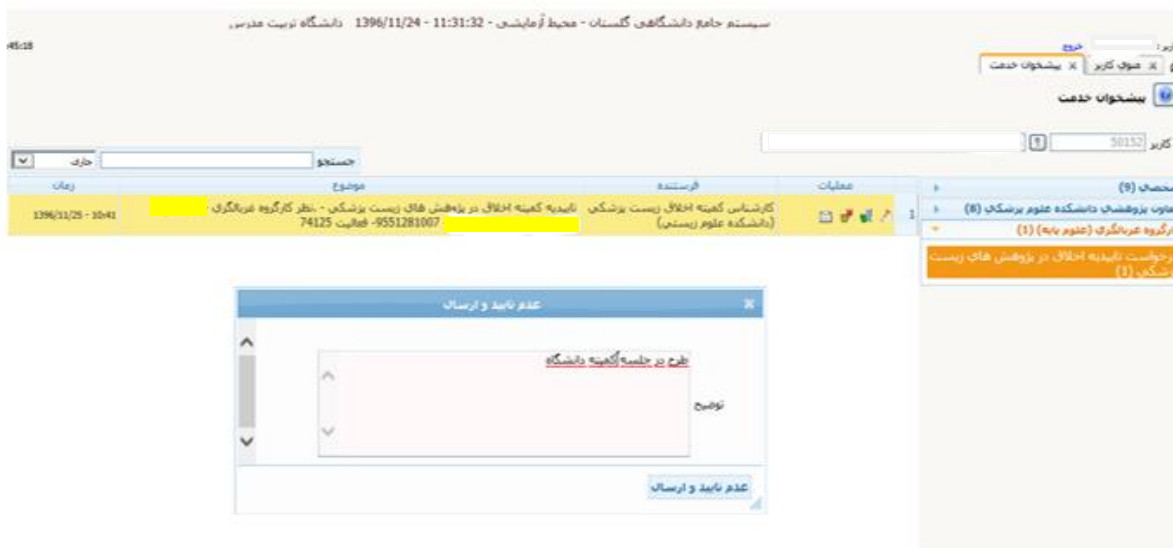 سیستم جامع دانشگاهی گلستان - محیط آزمایشی - 11:31:32 - 1396/11/24 دانشگاه تربیت مدرس
45:18
خروج
منوی کاربر x پیشخوان خدمت x
پیشخوان خدمت
کاربر 50152
جستجو جاری
عملیات فرستنده موضوع زمان
1 کارشناس کمیته اخلاق زیست پزشکی (دانشکده علوم زیستی)
تاییدیه کمیته اخلاق در پژوهش های زیست پزشکی - .نظر کارگروه غربالگری -
9551281007- فعالیت 74125
1396/11/25 - 10:41
(9)
پژوهشی دانشکده علوم پزشکی (8)
غربالگری (علوم پایه) (1)
تاییدیه اخلاق در پژوهش های زیست
(1)
عدم تایید و ارسال x
طرح در جلسه کمیته دانشگاه
توضیح
عدم تایید و ارسال